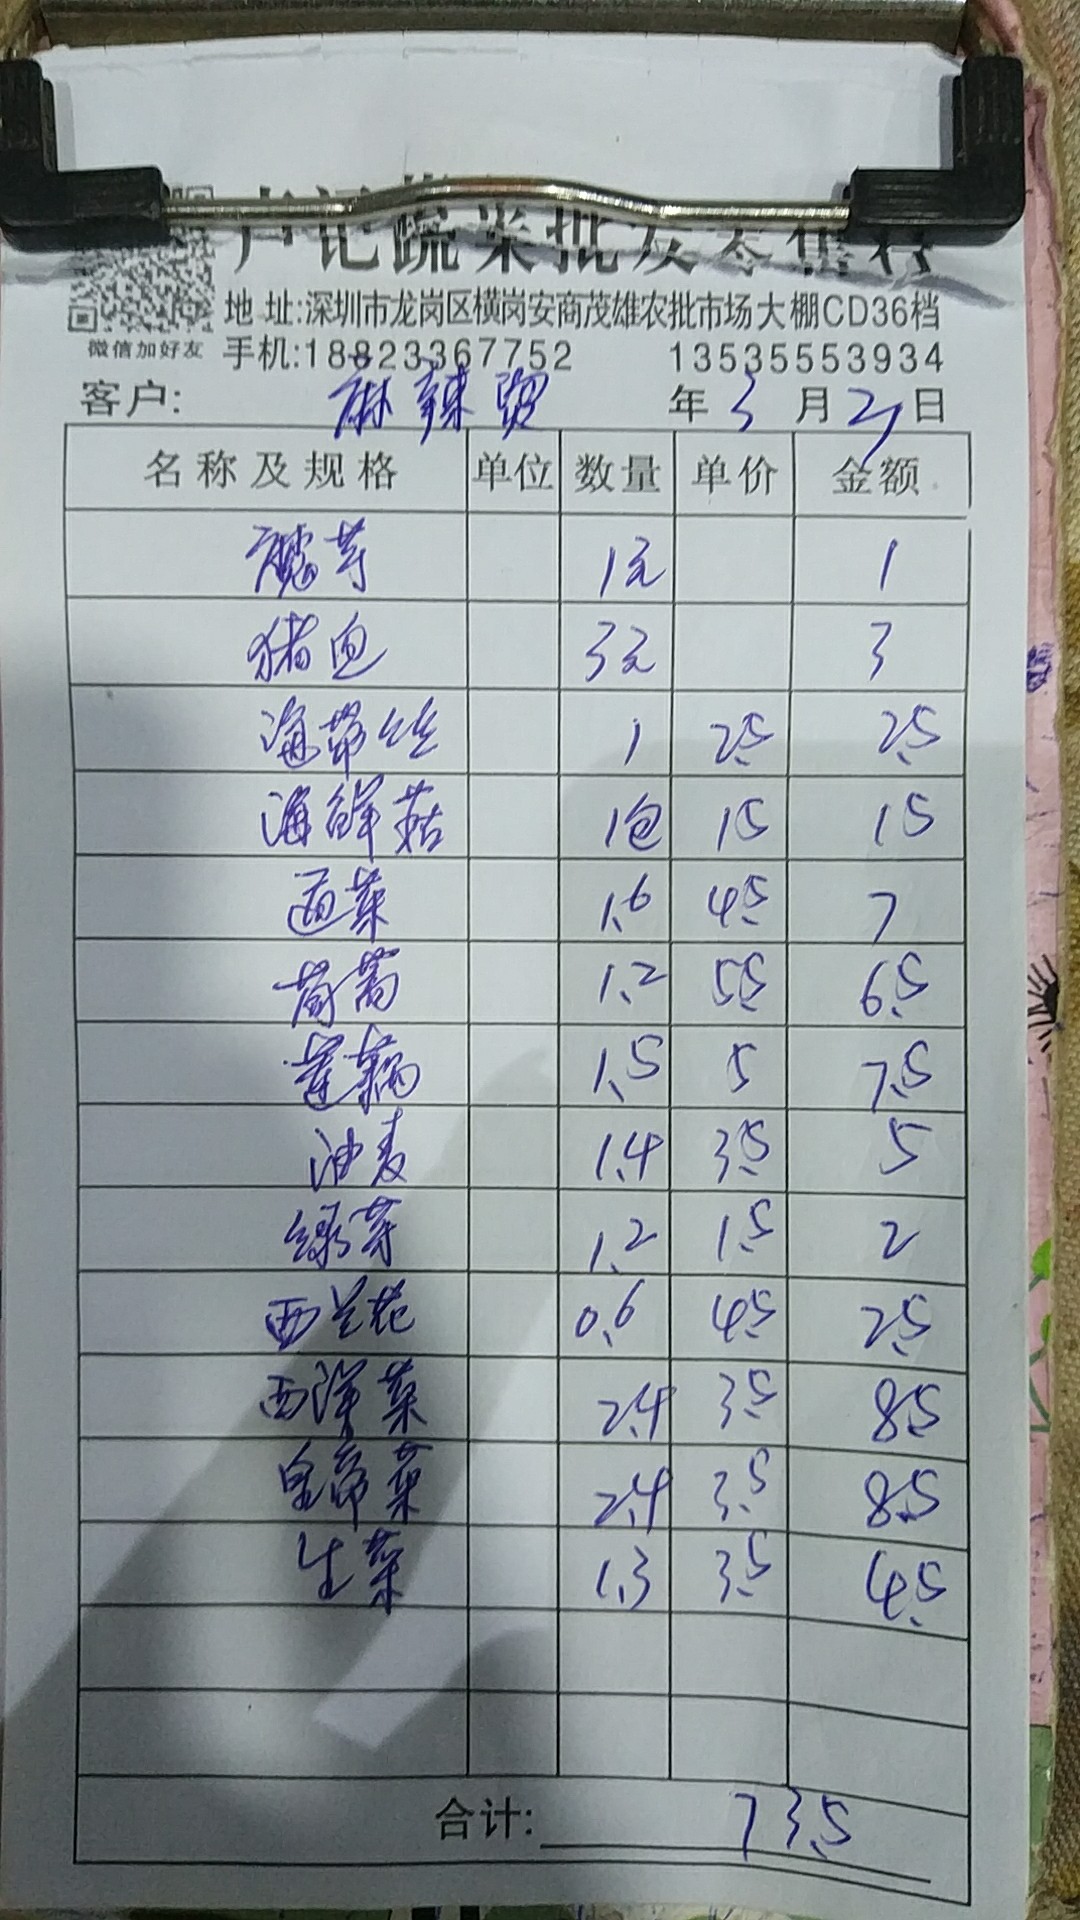 卢记蔬菜批发零售行
地 址:深圳市龙岗区横岗安商茂雄农批市场大棚CD36档
微信加好友 手机:18823367752 13535553934
客户: 麻辣烫 年 3 月 21 日
名称及规格 单位 数量 单价 金额
魔芋 1元 1
猪血 3元 3
海带丝 1 2.5 2.5
海鲜菇 1包 15 15
菜 1.6 4.5 7
茼蒿 1.2 5.5 6.5
莲藕 1.5 5 7.5
油麦 1.4 3.5 5
绿芽 1.2 1.5 2
西兰花 0.6 4.5 2.5
西洋菜 2.4 3.5 8.5
皇帝菜 2.4 3.5 8.5
生菜 1.3 3.5 4.5
合计: 73.5